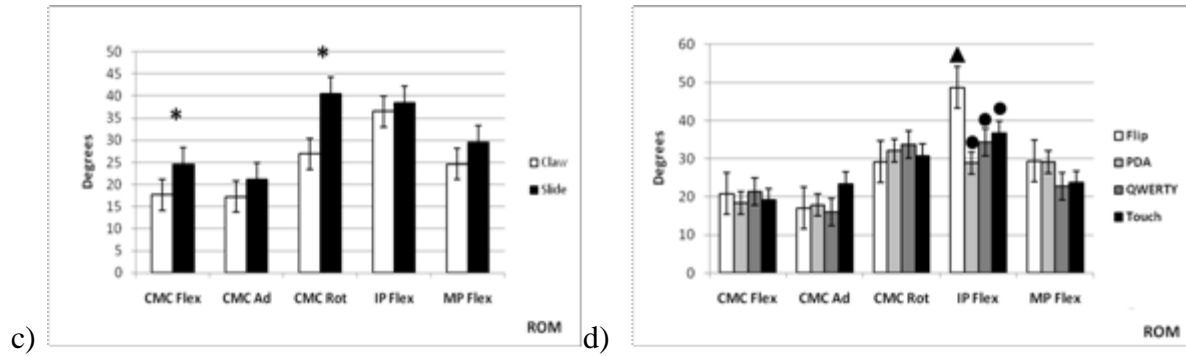 c)
Degrees
50
45
40
35
30
25
20
15
10
5
0
*
*
CMC Flex CMC Ad CMC Rot IP Flex MP Flex
Claw
Slide
ROM
d)
Degrees
60
50
40
30
20
10
0
CMC Flex CMC Ad CMC Rot IP Flex MP Flex
Flip
PDA
QWERTY
Touch
ROM